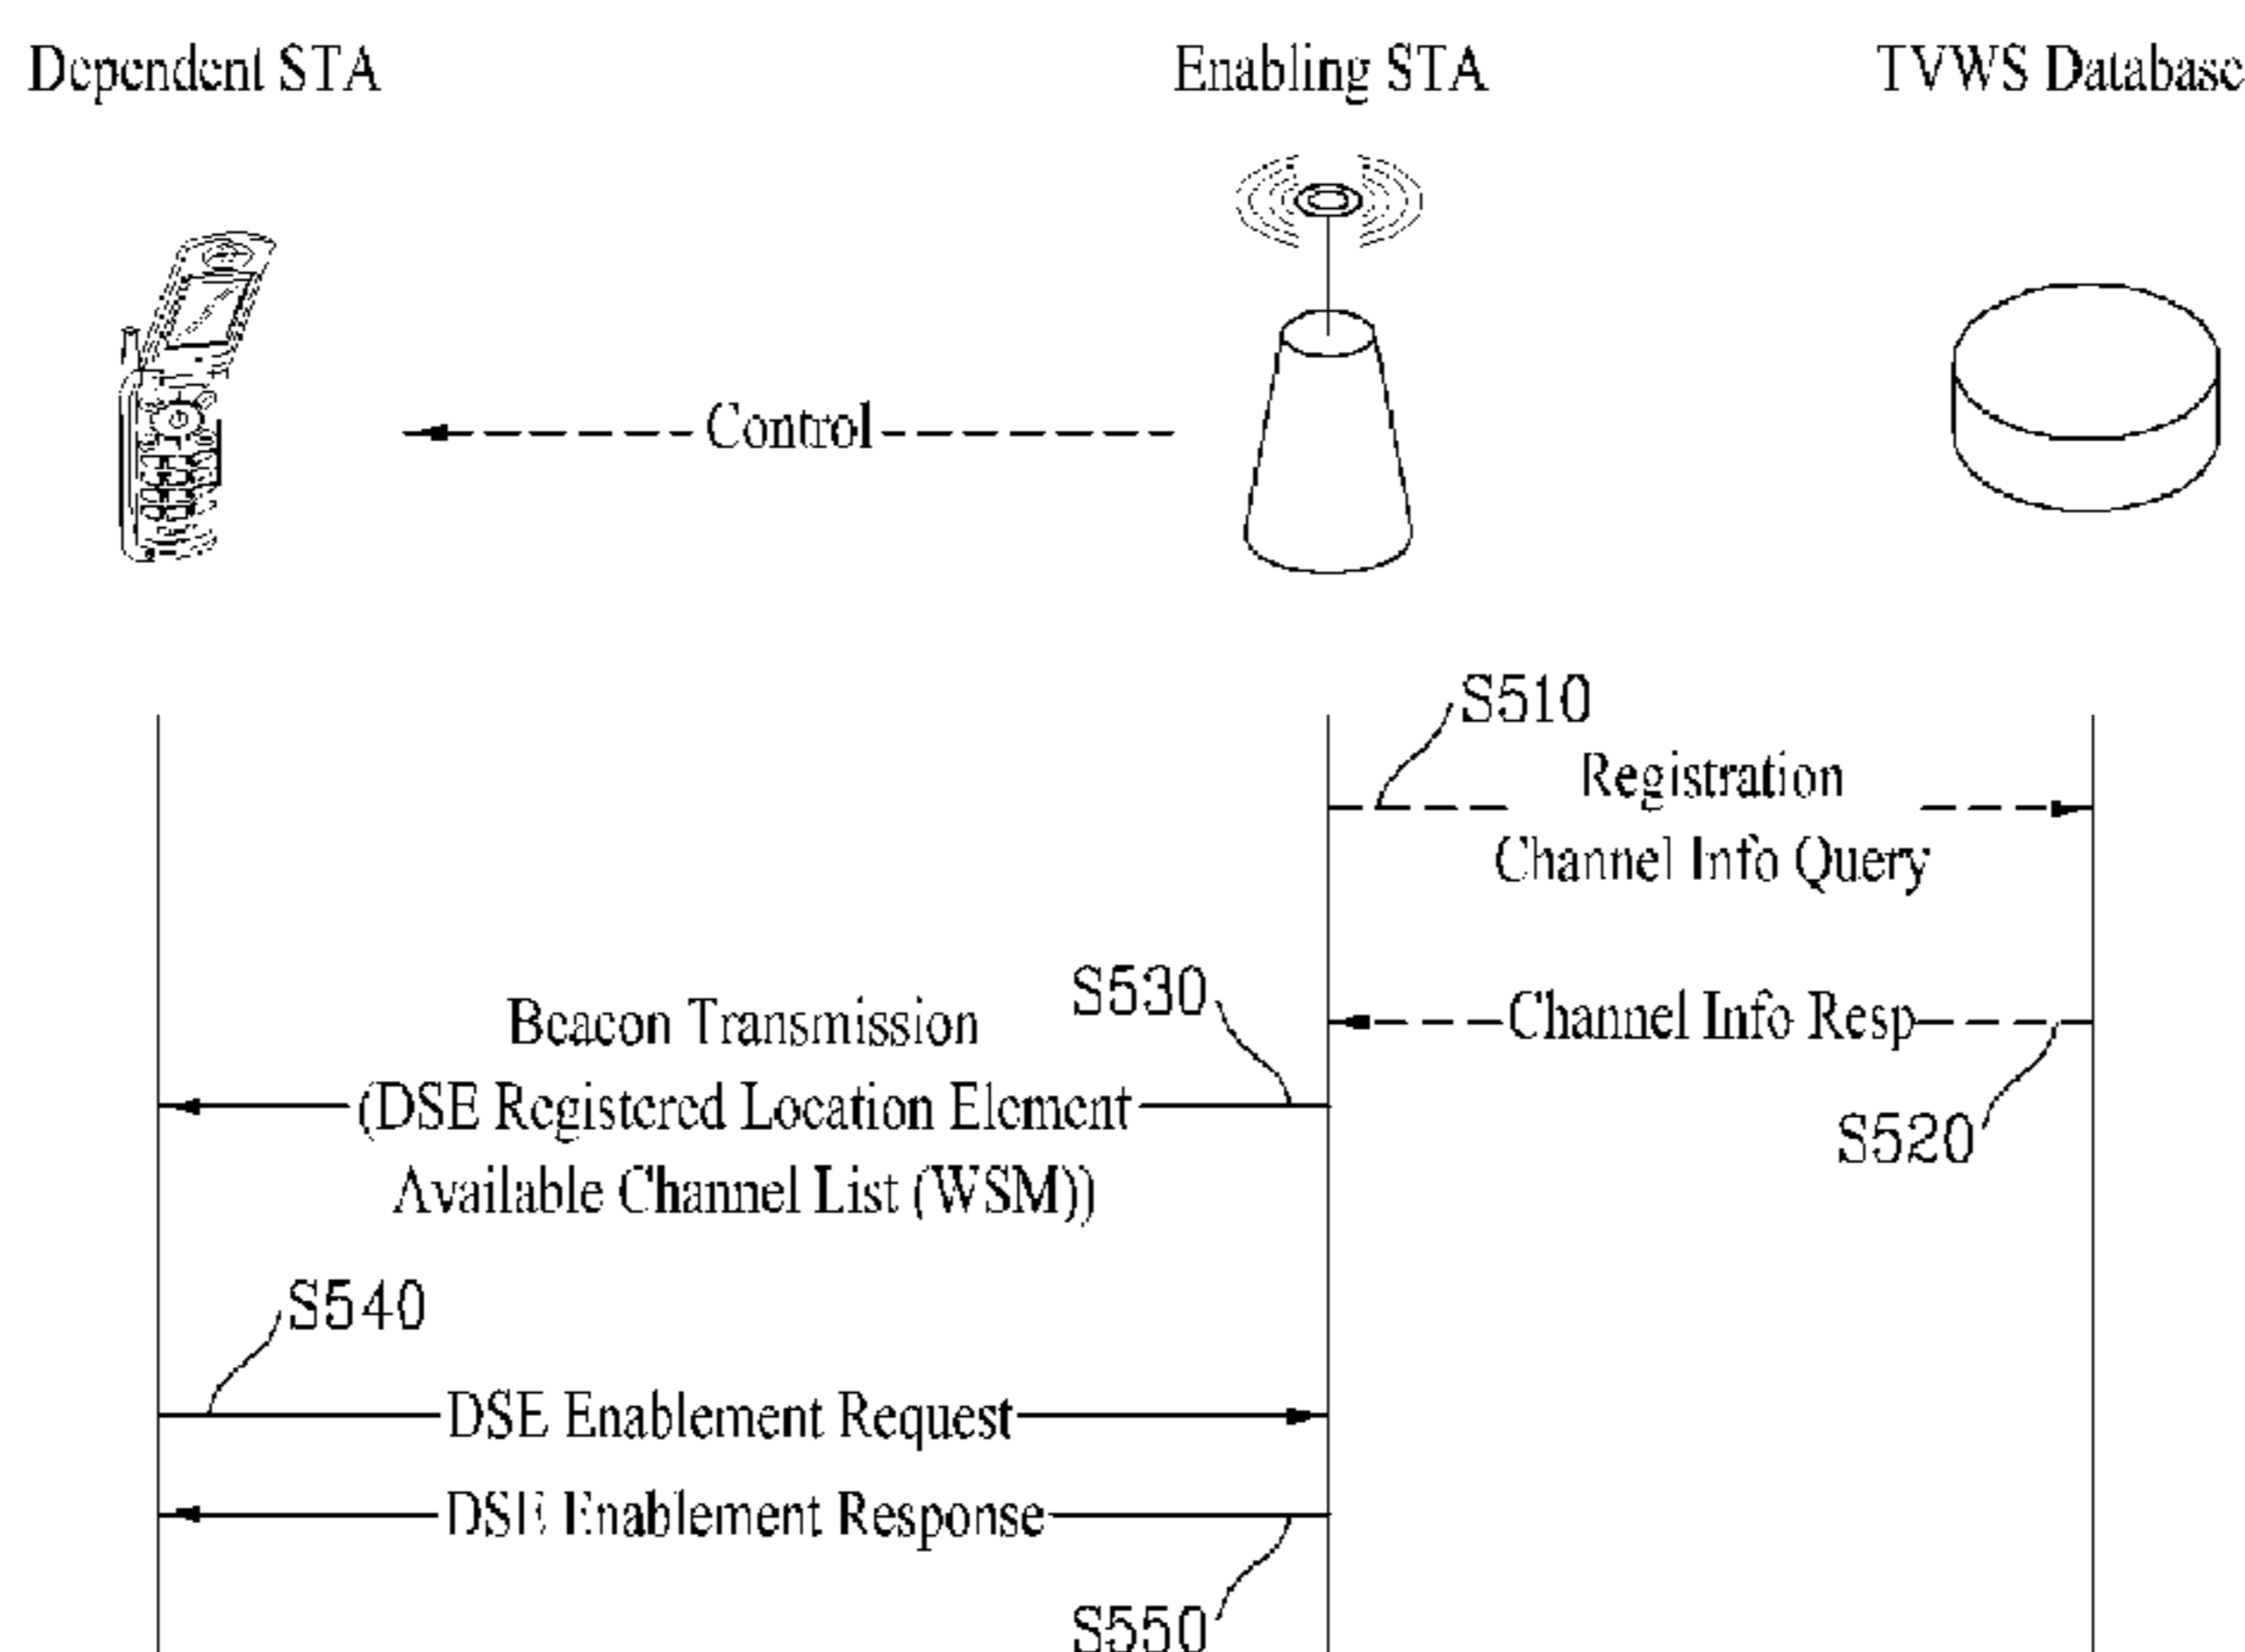 Dependent STA
Enabling STA
TVWS Database
Control
S510
Registration
Channel Info Query
S530
Channel Info Resp
Beacon Transmission
(DSE Registered Location Element
S520
Available Channel List (WSM))
S540
DSE Enablement Request
DSE Enablement Response
S550